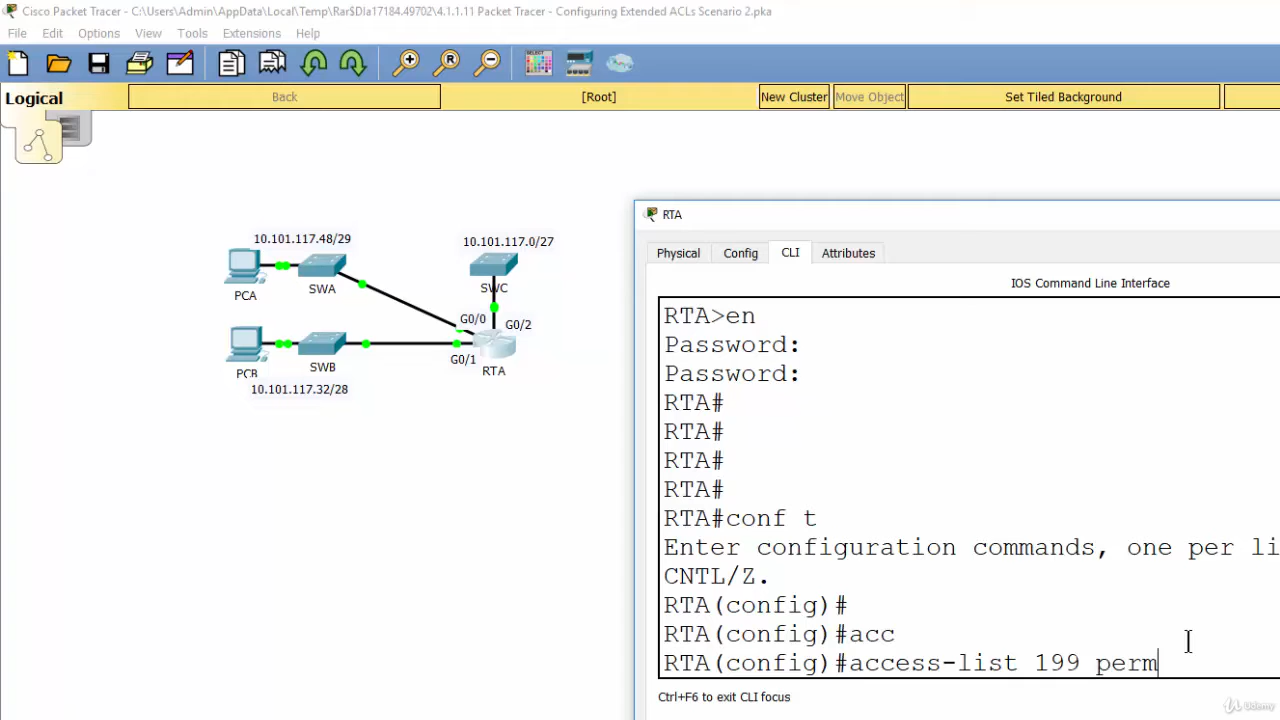 Cisco Packet Tracer - C:\Users\Admin\AppData\Local\Temp\Rar$DIa17184.49702\4.1.1.11 Packet Tracer - Configuring Extended ACLs Scenario 2.pka
File Edit Options View Tools Extensions Help
Logical Back [Root] New Cluster Move Object Set Tiled Background
10.101.117.48/29
10.101.117.0/27
PCA
SWA
SWC
G0/0
G0/2
G0/1
RTA
PCB
SWB
10.101.117.32/28
RTA
Physical Config CLI Attributes
IOS Command Line Interface
RTA>en
Password:
Password:
RTA#
RTA#
RTA#
RTA#
RTA#conf t
Enter configuration commands, one per li
CNTL/Z.
RTA(config)#
RTA(config)#acc
RTA(config)#access-list 199 perm
Ctrl+F6 to exit CLI focus
Udemy